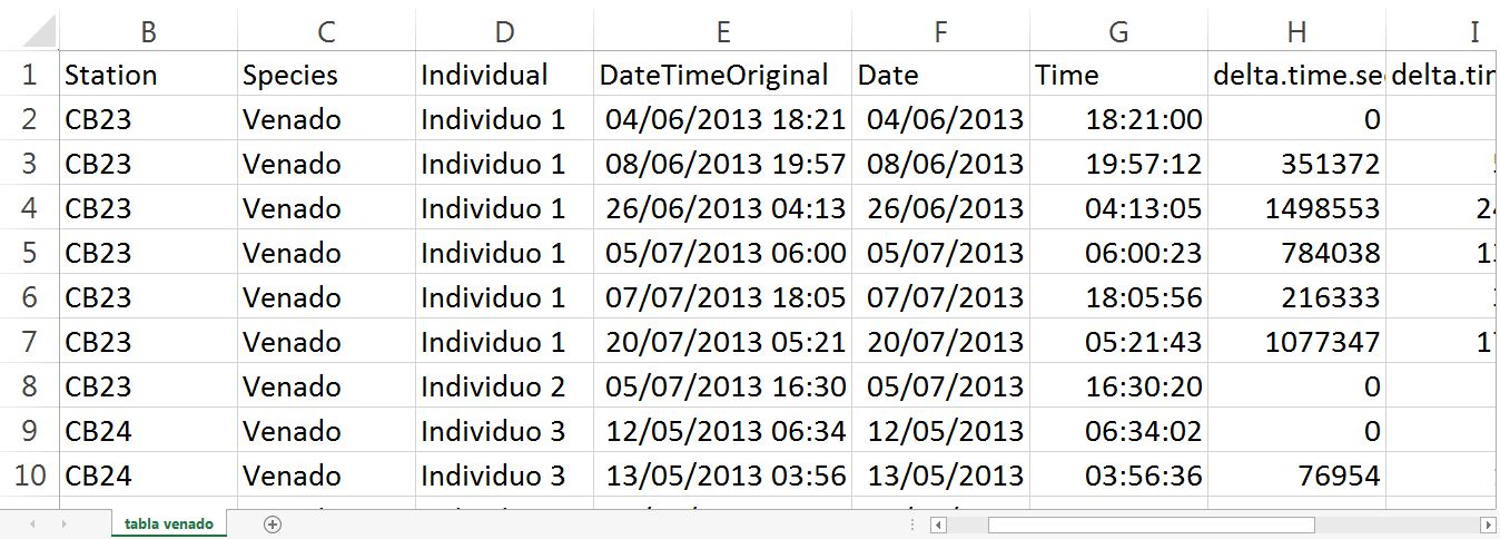 B C D E F G H I
1 Station Species Individual DateTimeOriginal Date Time delta.time.se delta.ti
2 CB23 Venado Individuo 1 04/06/2013 18:21 04/06/2013 18:21:00 0
3 CB23 Venado Individuo 1 08/06/2013 19:57 08/06/2013 19:57:12 351372
4 CB23 Venado Individuo 1 26/06/2013 04:13 26/06/2013 04:13:05 1498553 2
5 CB23 Venado Individuo 1 05/07/2013 06:00 05/07/2013 06:00:23 784038 1
6 CB23 Venado Individuo 1 07/07/2013 18:05 07/07/2013 18:05:56 216333
7 CB23 Venado Individuo 1 20/07/2013 05:21 20/07/2013 05:21:43 1077347 1
8 CB23 Venado Individuo 2 05/07/2013 16:30 05/07/2013 16:30:20 0
9 CB24 Venado Individuo 3 12/05/2013 06:34 12/05/2013 06:34:02 0
10 CB24 Venado Individuo 3 13/05/2013 03:56 13/05/2013 03:56:36 76954
tabla venado